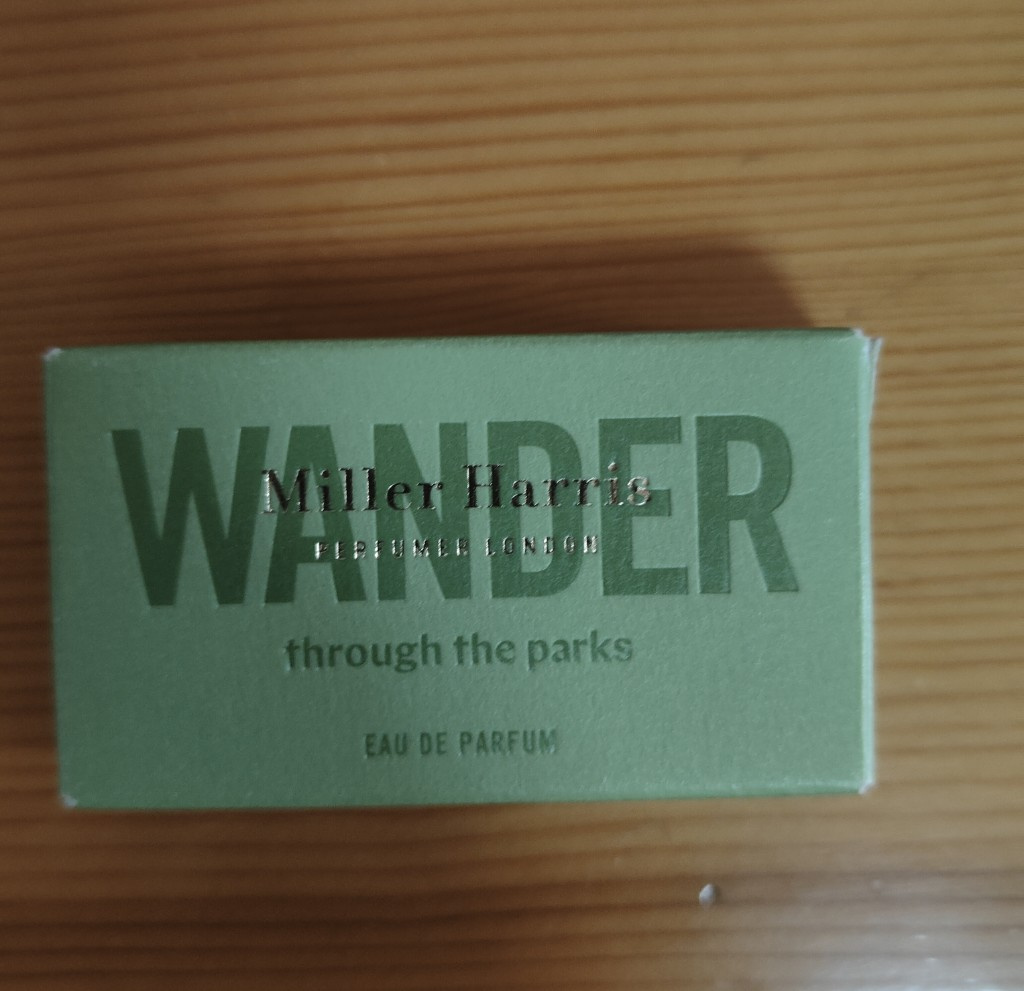 WANDER
Miller Harris
PERFUMER LONDON
through the parks
EAU DE PARFUM